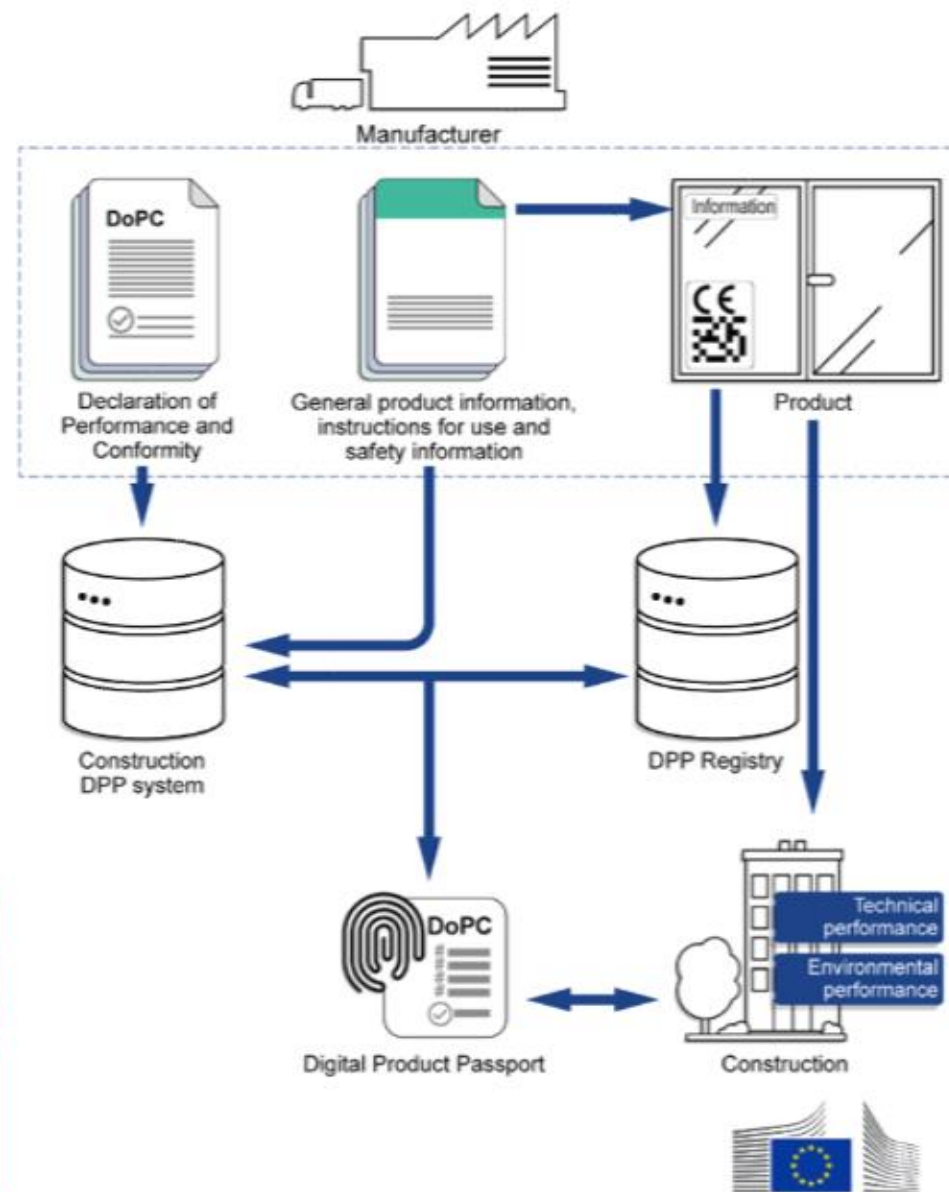 Manufacturer
DoPC
Information
CE
Declaration of
Performance and
Conformity
General product information,
instructions for use and
safety information
Product
Construction
DPP system
DPP Registry
DoPC
Technical
performance
Environmental
performance
Digital Product Passport
Construction